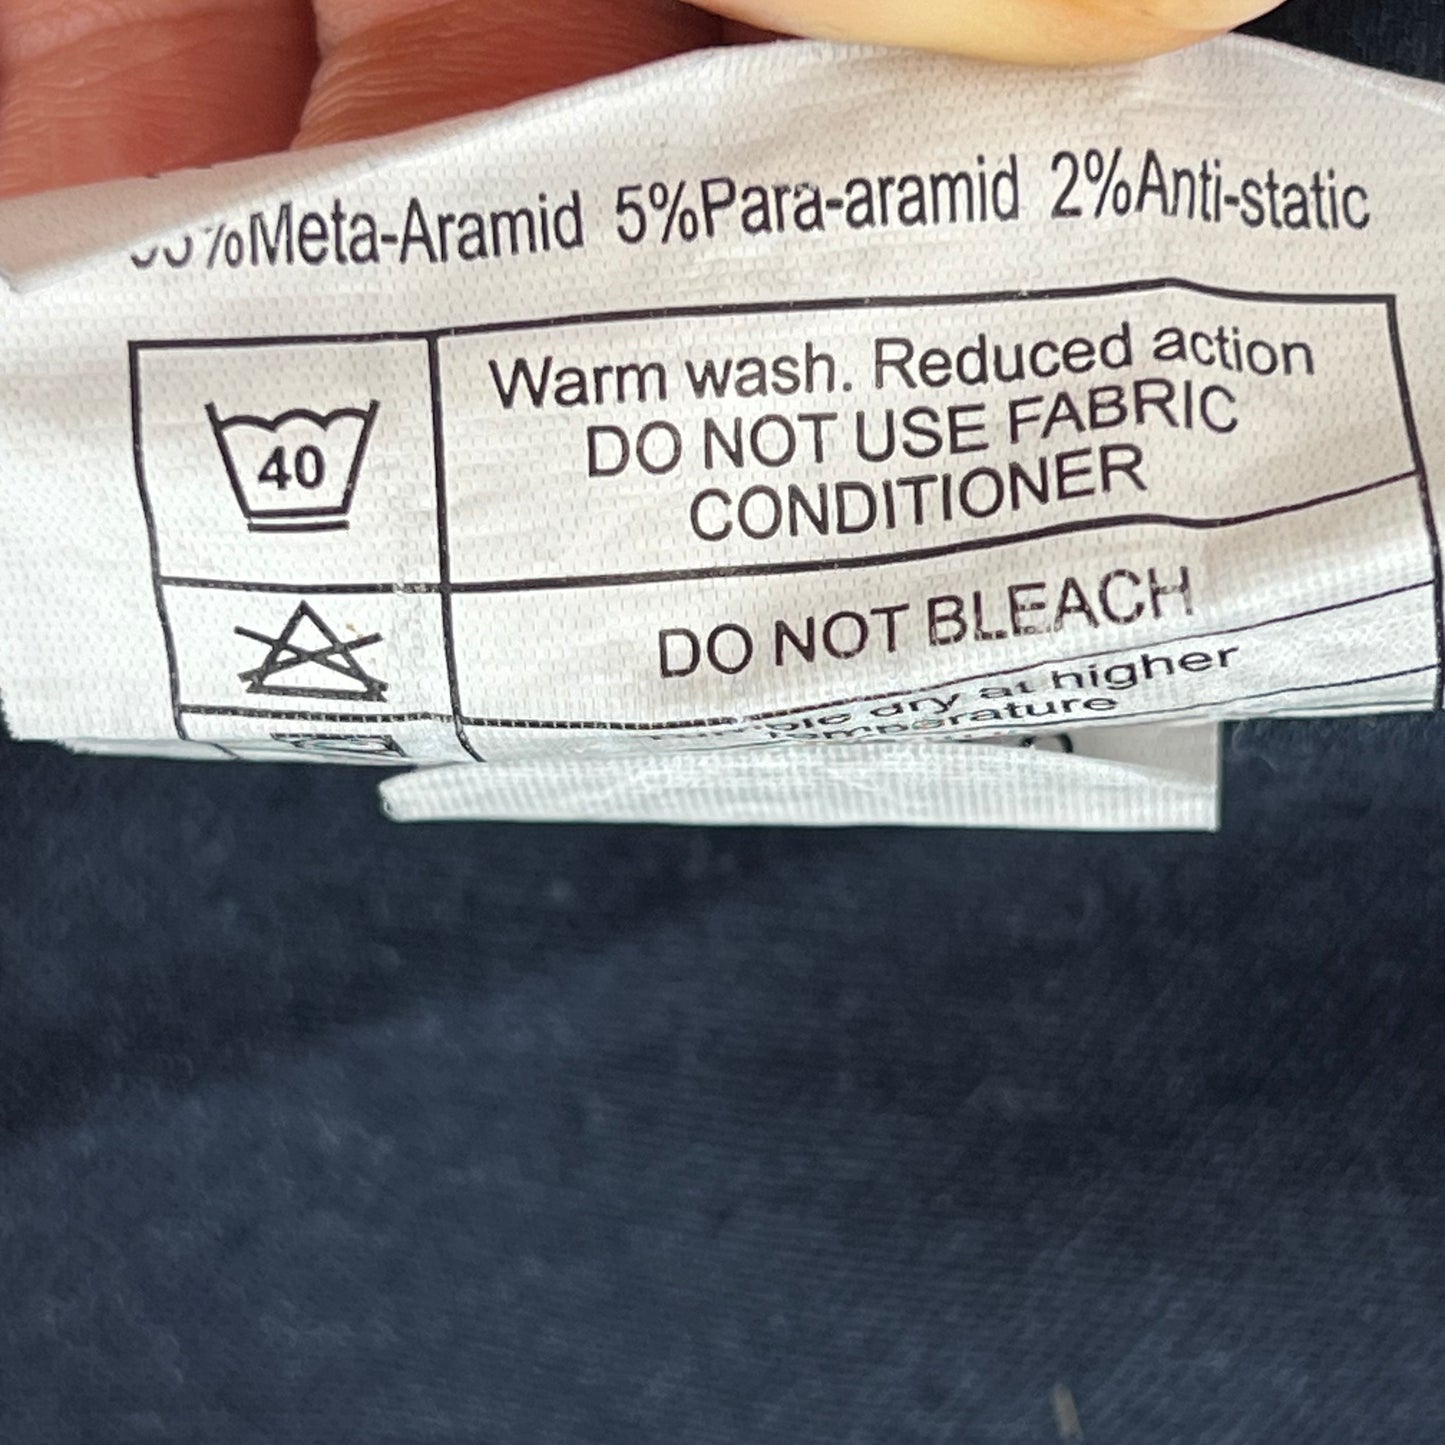 %Meta-Aramid 5%Para-aramid 2%Anti-static
40
Warm wash. Reduced action
DO NOT USE FABRIC
CONDITIONER
DO NOT BLEACH
dry at higher
Temperature